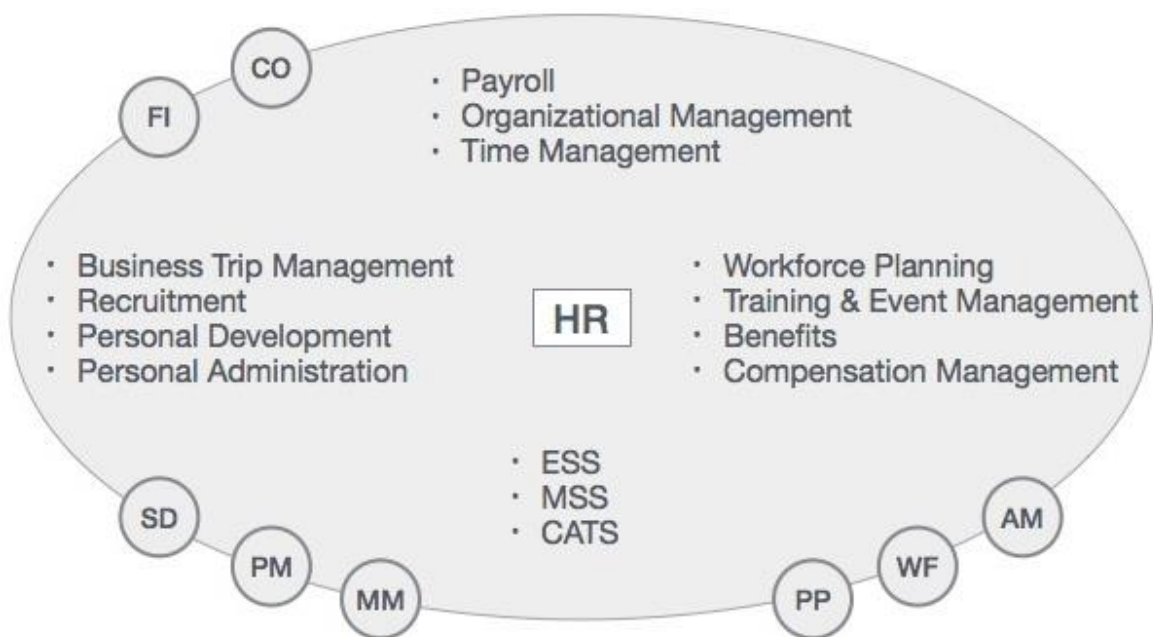 CO
FI
· Payroll
· Organizational Management
· Time Management
· Business Trip Management
· Recruitment
· Personal Development
· Personal Administration
HR
· Workforce Planning
· Training & Event Management
· Benefits
· Compensation Management
· ESS
· MSS
· CATS
SD
PM
MM
PP
WF
AM